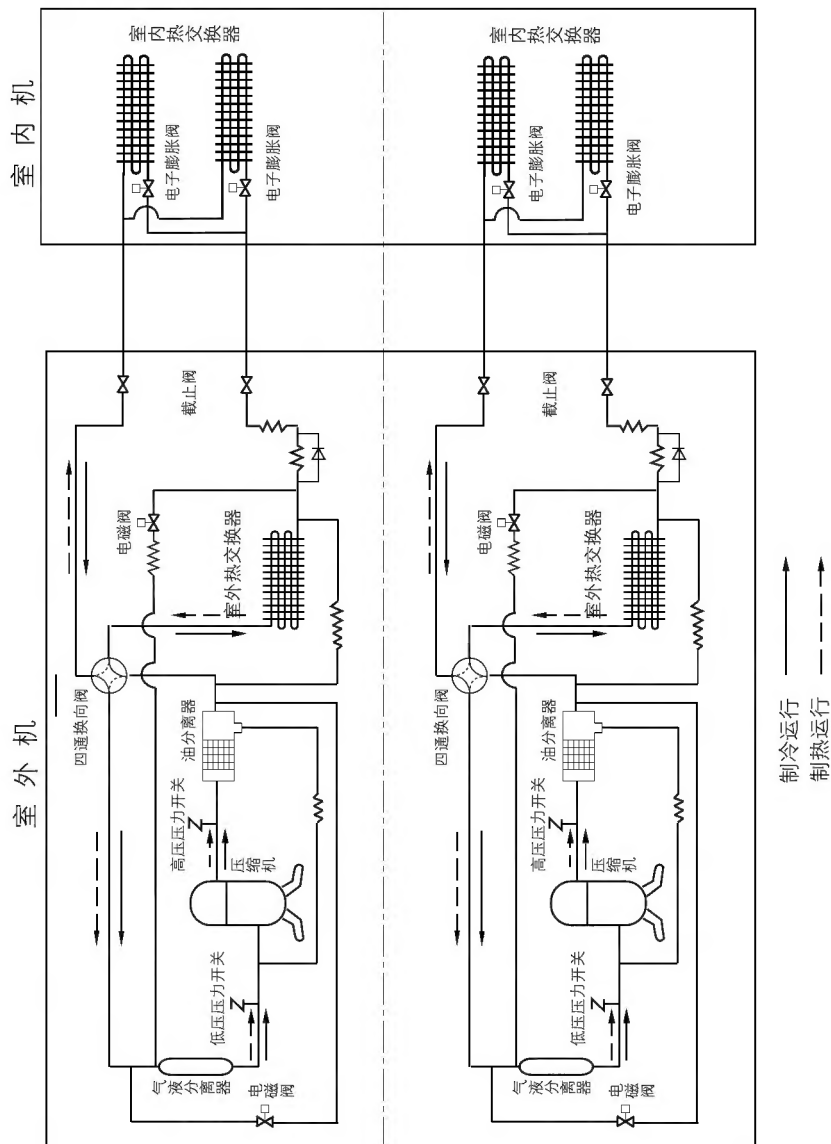 室内机
室内热交换器
电子膨胀阀
电子膨胀阀
室内热交换器
电子膨胀阀
电子膨胀阀
室外机
截止阀
电磁阀
室外热交换器
四通换向阀
油分离器
高压压力开关
压缩机
低压压力开关
气液分离器
电磁阀
截止阀
电磁阀
室外热交换器
四通换向阀
油分离器
高压压力开关
压缩机
低压压力开关
气液分离器
电磁阀
制冷运行
制热运行